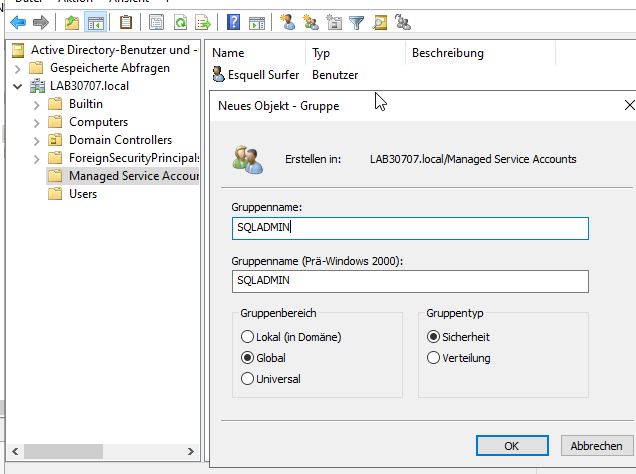 Datei Aktion Ansicht ?
Active Directory-Benutzer und -
Gespeicherte Abfragen
LAB30707.local
Builtin
Computers
Domain Controllers
ForeignSecurityPrincipals
Managed Service Accour
Users
Name Typ Beschreibung
Esquell Surfer Benutzer
Neues Objekt - Gruppe
Erstellen in: LAB30707.local/Managed Service Accounts
Gruppenname:
SQLADMIN
Gruppenname (Prä-Windows 2000):
SQLADMIN
Gruppenbereich
Lokal (in Domäne)
Global
Universal
Gruppentyp
Sicherheit
Verteilung
OK
Abbrechen